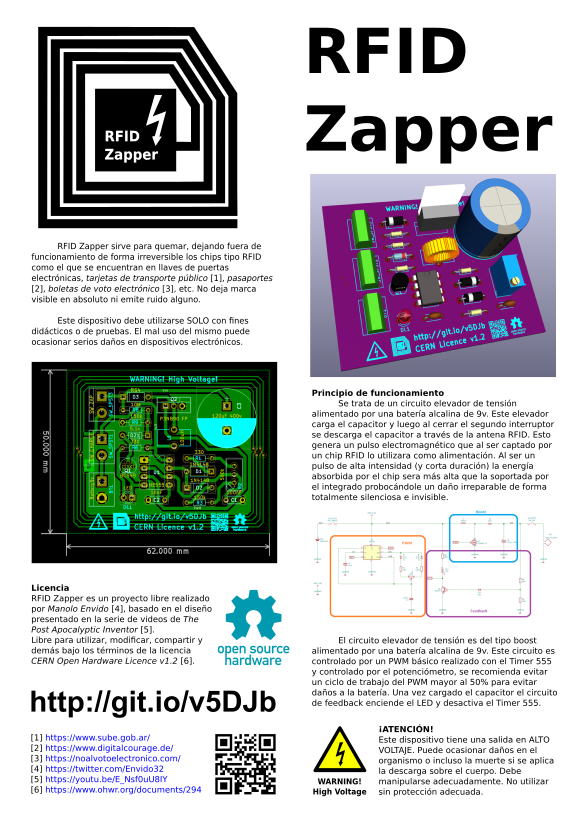 RFID
Zapper
RFID Zapper sirve para quemar, dejando fuera de
funcionamiento de forma irreversible los chips tipo RFID
como el que se encuentran en llaves de puertas
electrónicas, tarjetas de transporte público [1], pasaportes
[2], boletas de voto electrónico [3], etc. No deja marca
visible en absoluto ni emite ruido alguno.
Este dispositivo debe utilizarse SOLO con fines
didácticos o de pruebas. El mal uso del mismo puede
ocasionar serios daños en dispositivos electrónicos.
WARNING! High Voltage!
120uF 400v
http://git.io/v5DJb
CERN Licence v1.2
50,000 mm
62,000 mm
Licencia
RFID Zapper es un proyecto libre realizado
por Manolo Envido [4], basado en el diseño
presentado en la serie de videos de The
Post Apocalyptic Inventor [5].
Libre para utilizar, modificar, compartir y
demás bajo los términos de la licencia
CERN Open Hardware Licence v1.2 [6].
open source
hardware
http://git.io/v5DJb
[1] https://www.sube.gob.ar/
[2] https://www.digitalcourage.de/
[3] https://noalvotoelectronico.com/
[4] https://twitter.com/Envido32
[5] https://youtu.be/E_Nsf0uU8IY
[6] https://www.ohwr.org/documents/294
RFID
Zapper
WARNING!
http://git.io/v5DJb
CERN Licence v1.2
Principio de funcionamiento
Se trata de un circuito elevador de tensión
alimentado por una batería alcalina de 9v. Este elevador
carga el capacitor y luego al cerrar el segundo interruptor
se descarga el capacitor a través de la antena RFID. Esto
genera un pulso electromagnético que al ser captado por
un chip RFID lo utilizara como alimentación. Al ser un
pulso de alta intensidad (y corta duración) la energía
absorbida por el chip sera más alta que la soportada por
el integrado probocándole un daño irreparable de forma
totalmente silenciosa e invisible.
Boost
PWM
Feedback
El circuito elevador de tensión es del tipo boost
alimentado por una batería alcalina de 9v. Este circuito es
controlado por un PWM básico realizado con el Timer 555
y controlado por el potenciómetro, se recomienda evitar
un ciclo de trabajo del PWM mayor al 50% para evitar
daños a la batería. Una vez cargado el capacitor el circuito
de feedback enciende el LED y desactiva el Timer 555.
WARNING!
High Voltage
¡ATENCIÓN!
Este dispositivo tiene una salida en ALTO
VOLTAJE. Puede ocasionar daños en el
organismo o incluso la muerte si se aplica
la descarga sobre el cuerpo. Debe
manipularse adecuadamente. No utilizar
sin protección adecuada.